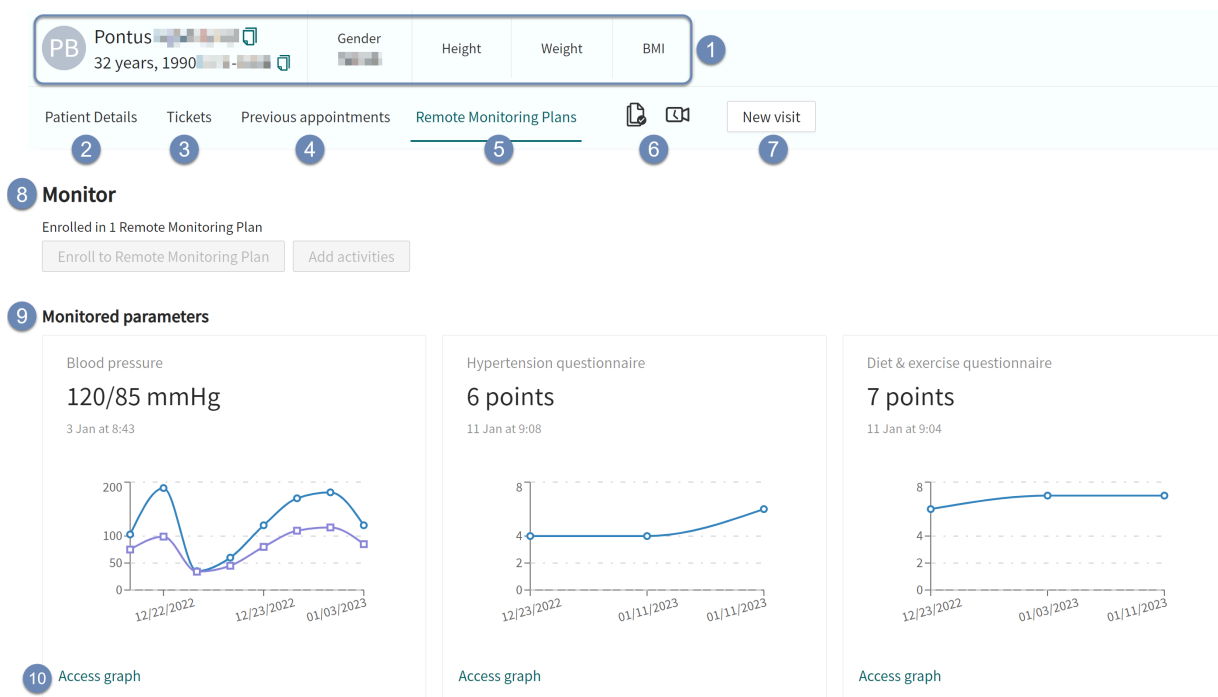 PB
Pontus
32 years, 1990 -
Gender
Height
Weight
BMI
1
Patient Details
Tickets
Previous appointments
Remote Monitoring Plans
New visit
2
3
4
5
6
7
8 Monitor
Enrolled in 1 Remote Monitoring Plan
Enroll to Remote Monitoring Plan
Add activities
9 Monitored parameters
Blood pressure
120/85 mmHg
3 Jan at 8:43
200
100
50
0
12/22/2022
12/23/2022
01/03/2023
10 Access graph
Hypertension questionnaire
6 points
11 Jan at 9:08
8
4
2
0
12/23/2022
01/11/2023
01/11/2023
Access graph
Diet & exercise questionnaire
7 points
11 Jan at 9:04
8
4
2
0
12/23/2022
01/03/2023
01/11/2023
Access graph